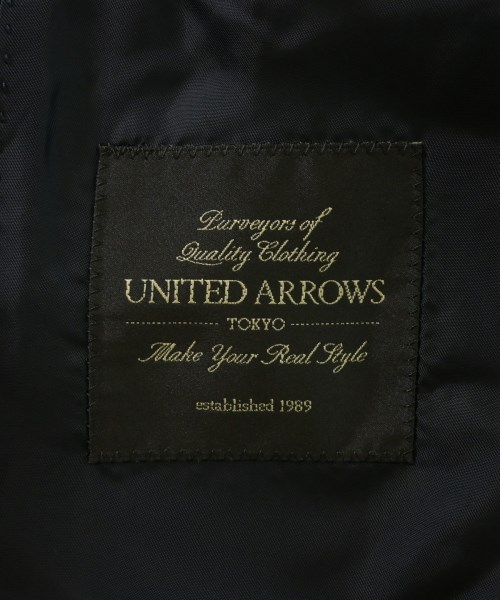 Purveyors of
Quality Clothing
UNITED ARROWS
TOKYO
Make Your Real Style
established 1989